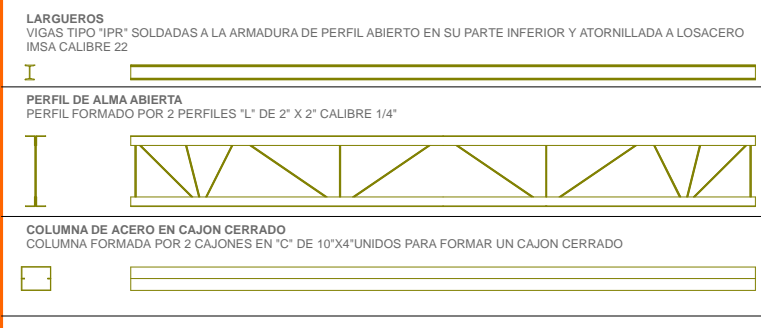 LARGUEROS
VIGAS TIPO "IPR" SOLDADAS A LA ARMADURA DE PERFIL ABIERTO EN SU PARTE INFERIOR Y ATORNILLADA A LOSACERO
IMSA CALIBRE 22
PERFIL DE ALMA ABIERTA
PERFIL FORMADO POR 2 PERFILES "L" DE 2" X 2" CALIBRE 1/4"
COLUMNA DE ACERO EN CAJON CERRADO
COLUMNA FORMADA POR 2 CAJONES EN "C" DE 10"X4"UNIDOS PARA FORMAR UN CAJON CERRADO